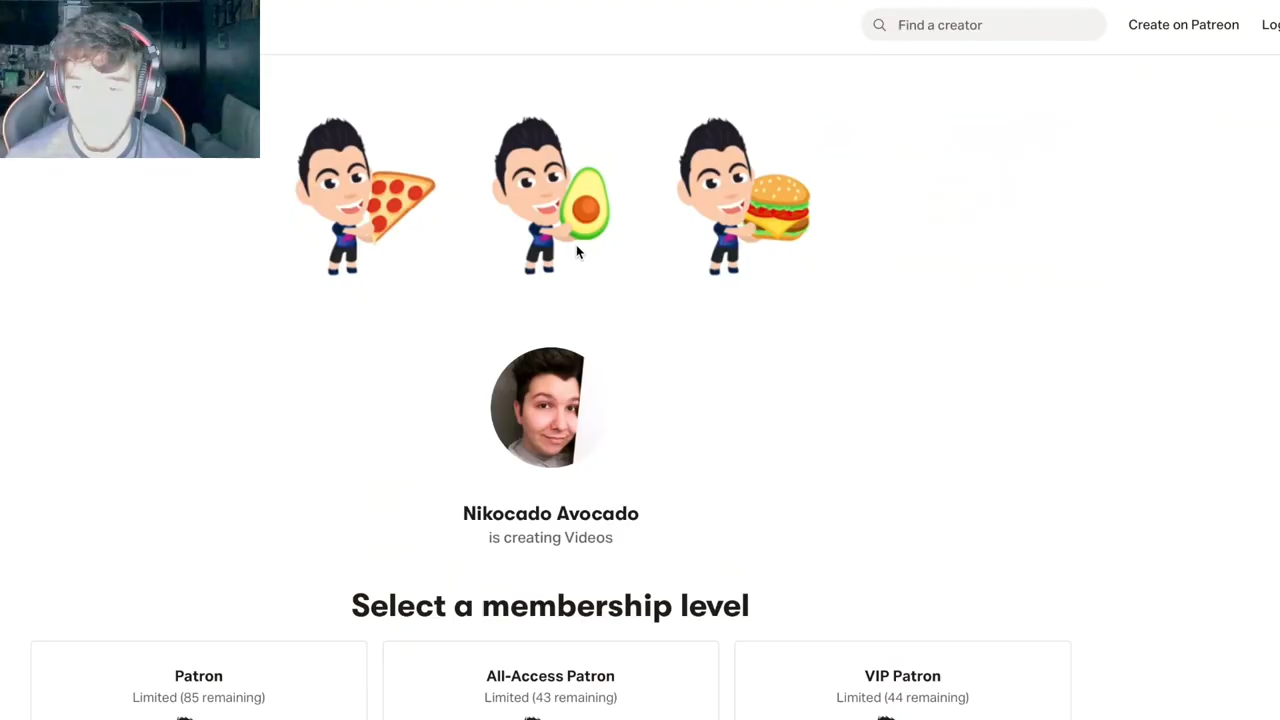 Find a creator
Create on Patreon
Log
Nikocado Avocado
is creating Videos
Select a membership level
Patron
Limited (85 remaining)
All-Access Patron
Limited (43 remaining)
VIP Patron
Limited (44 remaining)